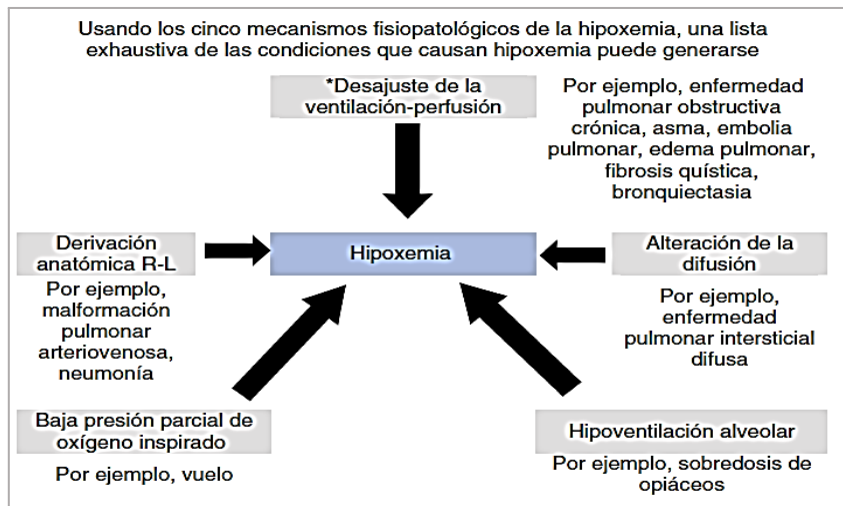 Usando los cinco mecanismos fisiopatológicos de la hipoxemia, una lista
exhaustiva de las condiciones que causan hipoxemia puede generarse
*Desajuste de la
ventilación-perfusión
Por ejemplo, enfermedad
pulmonar obstructiva
crónica, asma, embolia
pulmonar, edema pulmonar,
fibrosis quística,
bronquiectasia
Derivación
anatómica R-L
Por ejemplo,
malformación
pulmonar
arteriovenosa,
neumonía
Hipoxemia
Alteración de la
difusión
Por ejemplo,
enfermedad
pulmonar intersticial
difusa
Baja presión parcial de
oxígeno inspirado
Por ejemplo, vuelo
Hipoventilación alveolar
Por ejemplo, sobredosis de
opiáceos